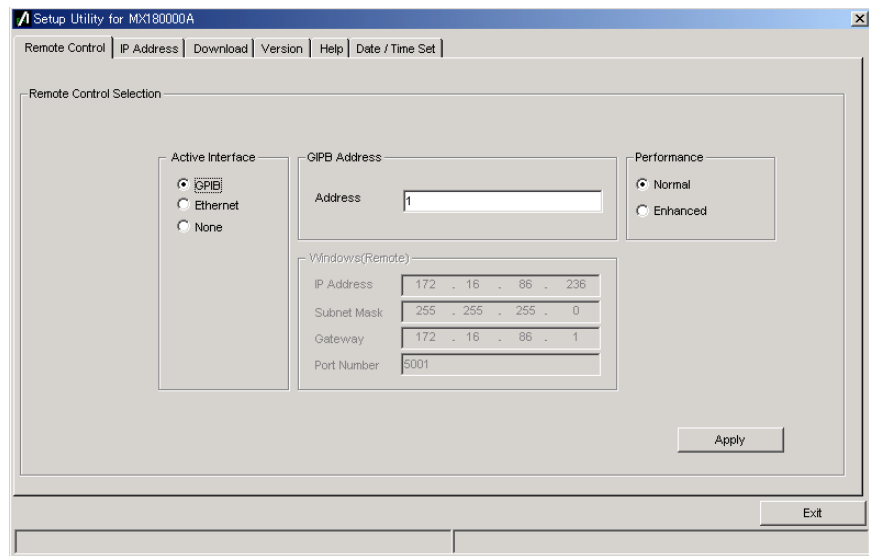 Setup Utility for MX180000A
Remote Control IP Address Download Version Help Date / Time Set
Remote Control Selection
Active Interface
GPIB
Ethernet
None
GIPB Address
Address 1
Performance
Normal
Enhanced
Windows(Remote)
IP Address 172 . 16 . 86 . 236
Subnet Mask 255 . 255 . 255 . 0
Gateway 172 . 16 . 86 . 1
Port Number 5001
Apply
Exit